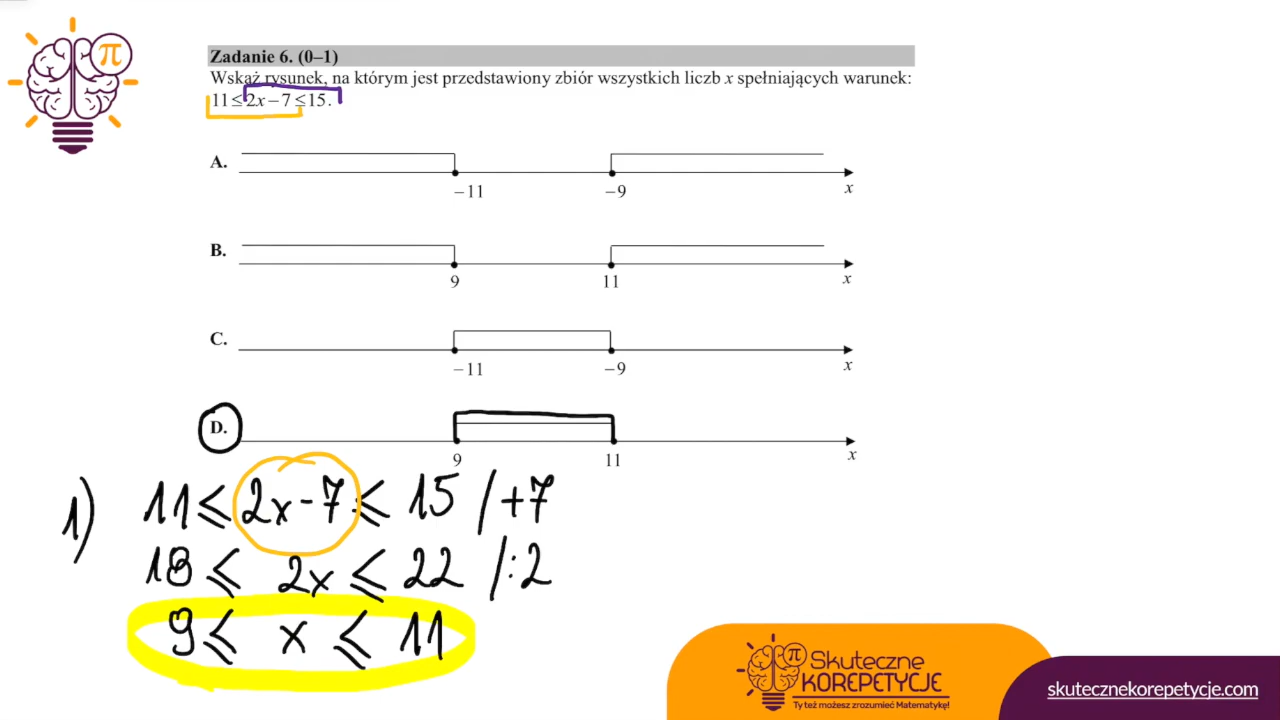 π
Zadanie 6. (0–1)
Wskaż rysunek, na którym jest przedstawiony zbiór wszystkich liczb x spełniających warunek:
11 ≤ 2x − 7 ≤ 15.
A.
−11 −9 x
B.
9 11 x
C.
−11 −9 x
D.
9 11 x
1) 11 ≤ 2x - 7 ≤ 15 /+7
18 ≤ 2x ≤ 22 /:2
9 ≤ x ≤ 11
π
Skuteczne
KOREPETYCJE
Ty też możesz zrozumieć Matematykę!
skutecznekorepetycje.com